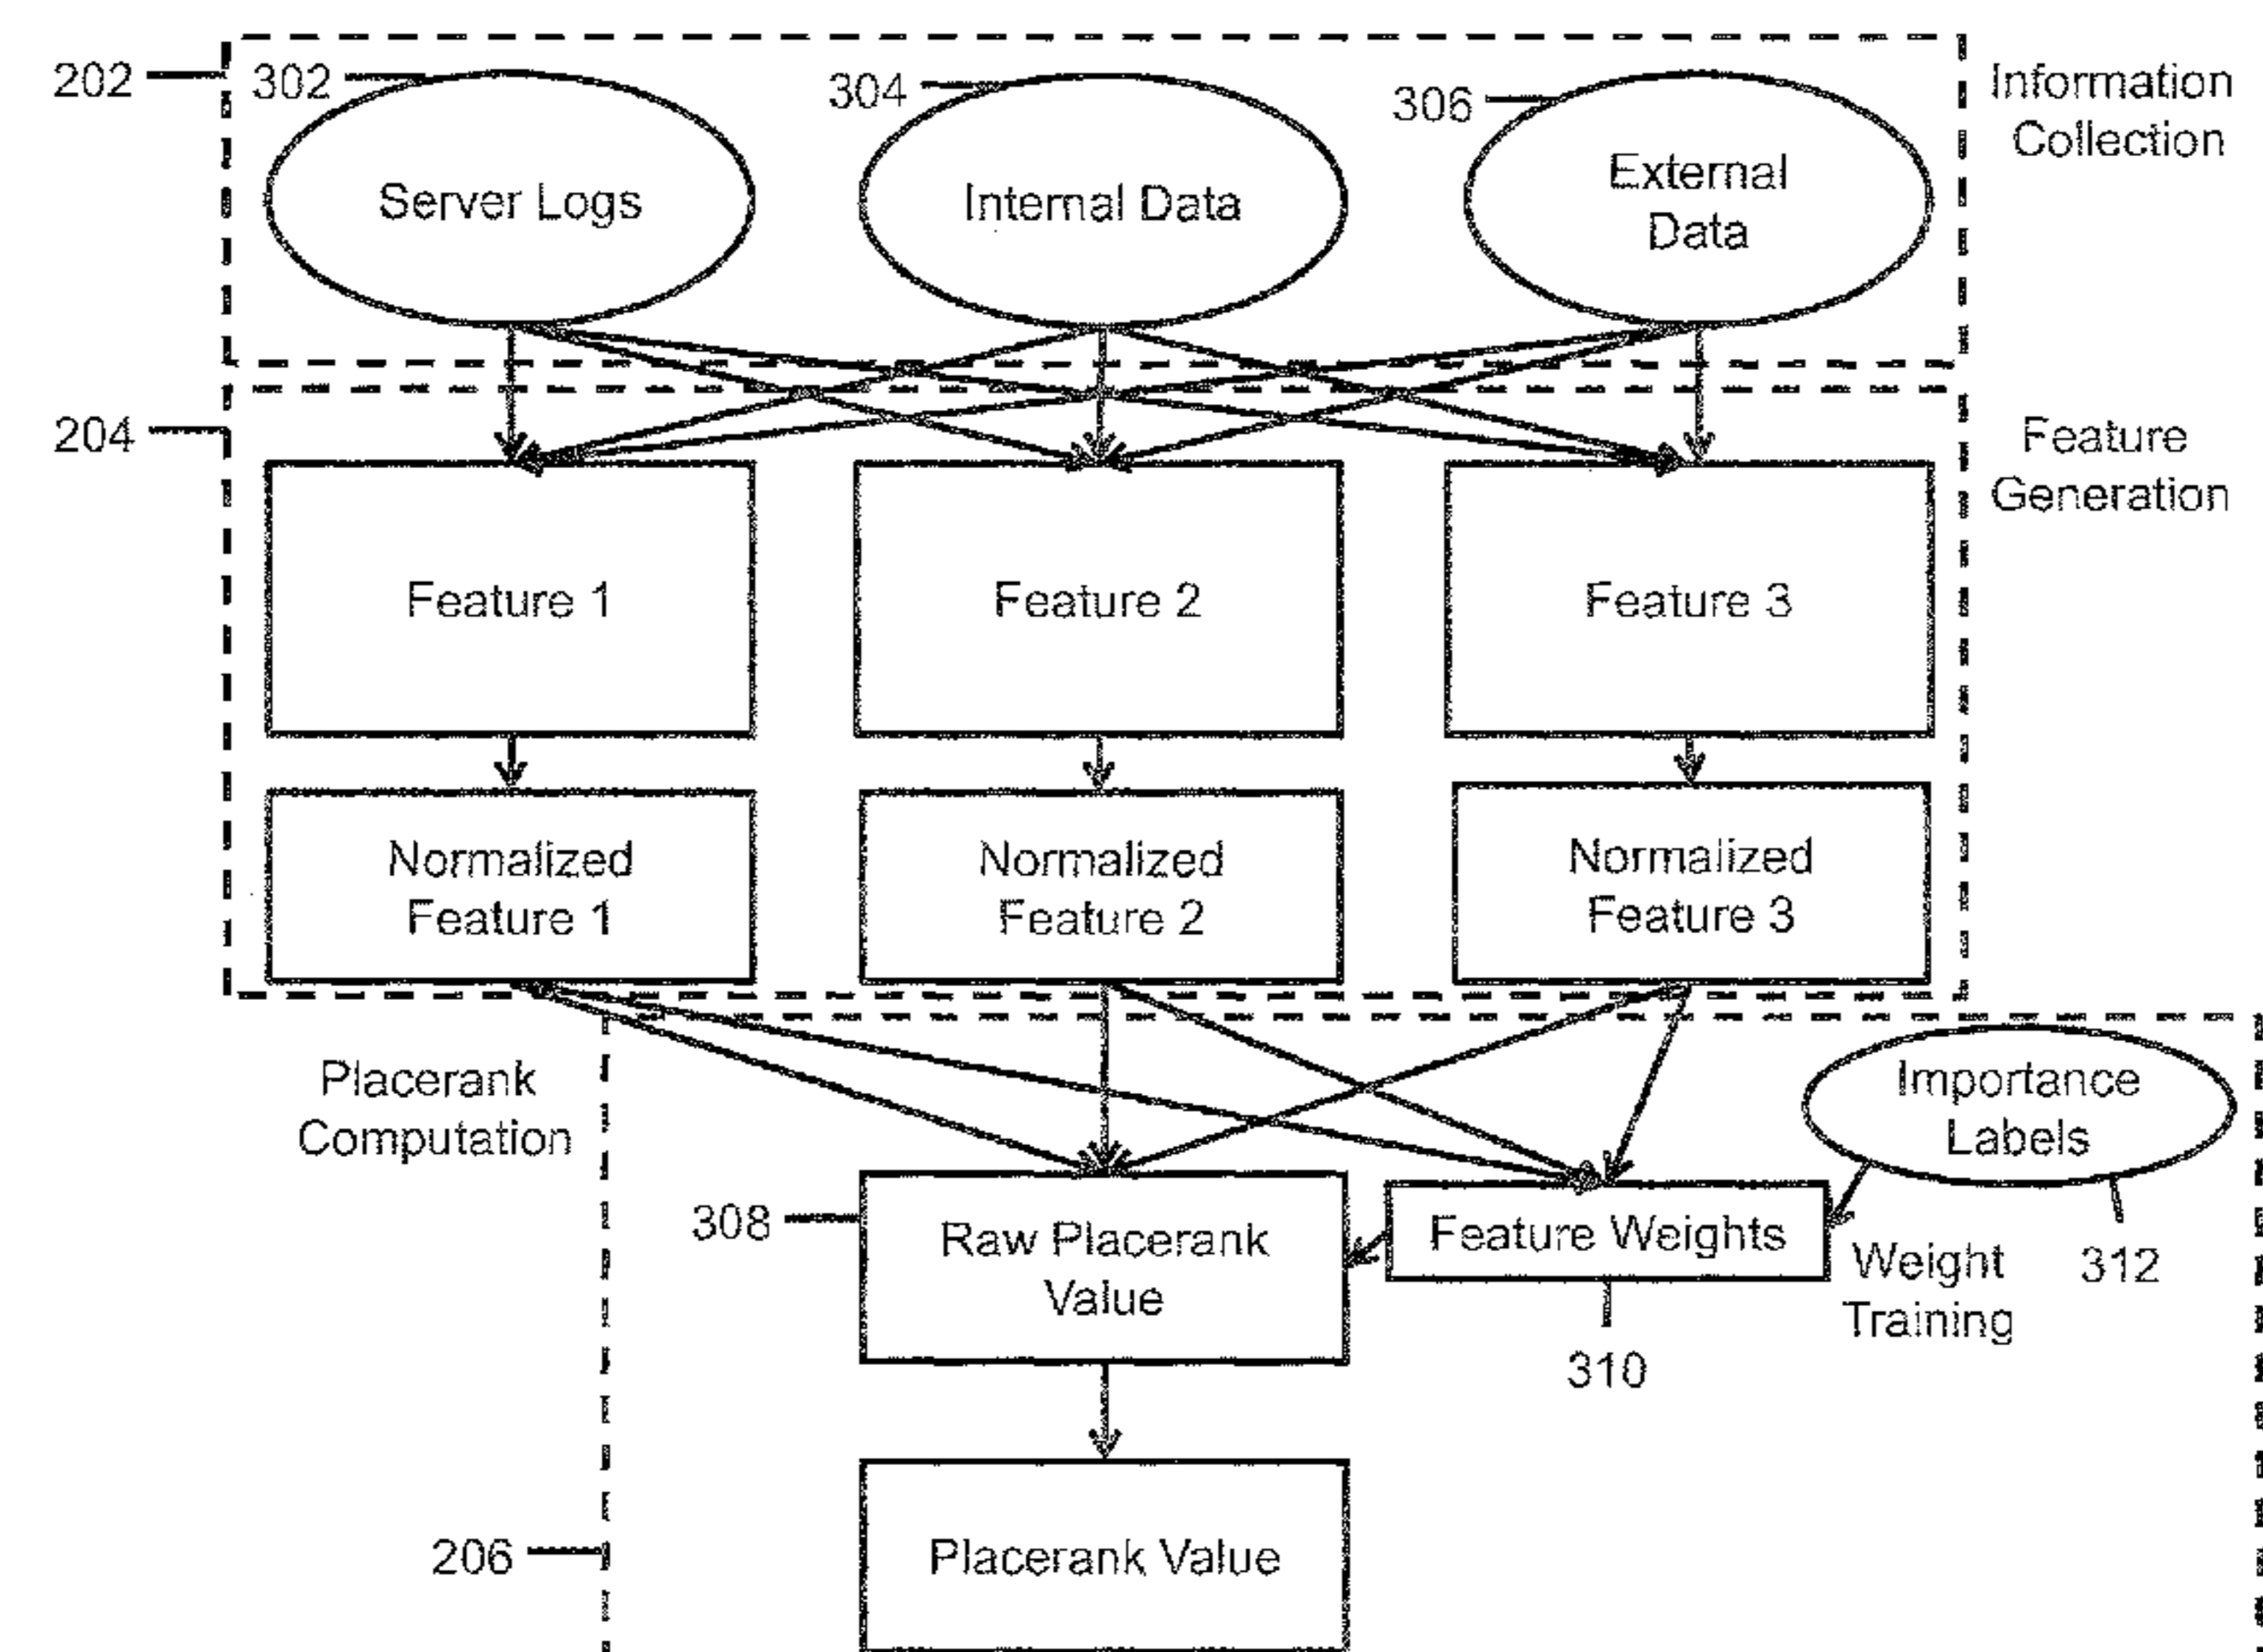 202
302
304
306
Information
Collection
Server Logs
Internal Data
External
Data
204
Feature
Generation
Feature 1
Feature 2
Feature 3
Normalized
Feature 1
Normalized
Feature 2
Normalized
Feature 3
Placerank
Computation
Importance
Labels
308
Raw Placerank
Value
Feature Weights
Weight
Training
312
310
206
Placerank Value